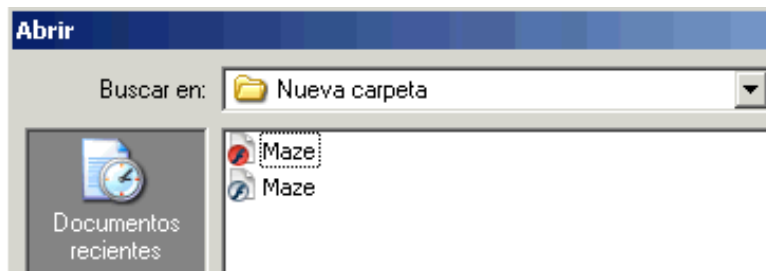 Abrir
Buscar en: Nueva carpeta
Maze
Maze
Documentos
recientes